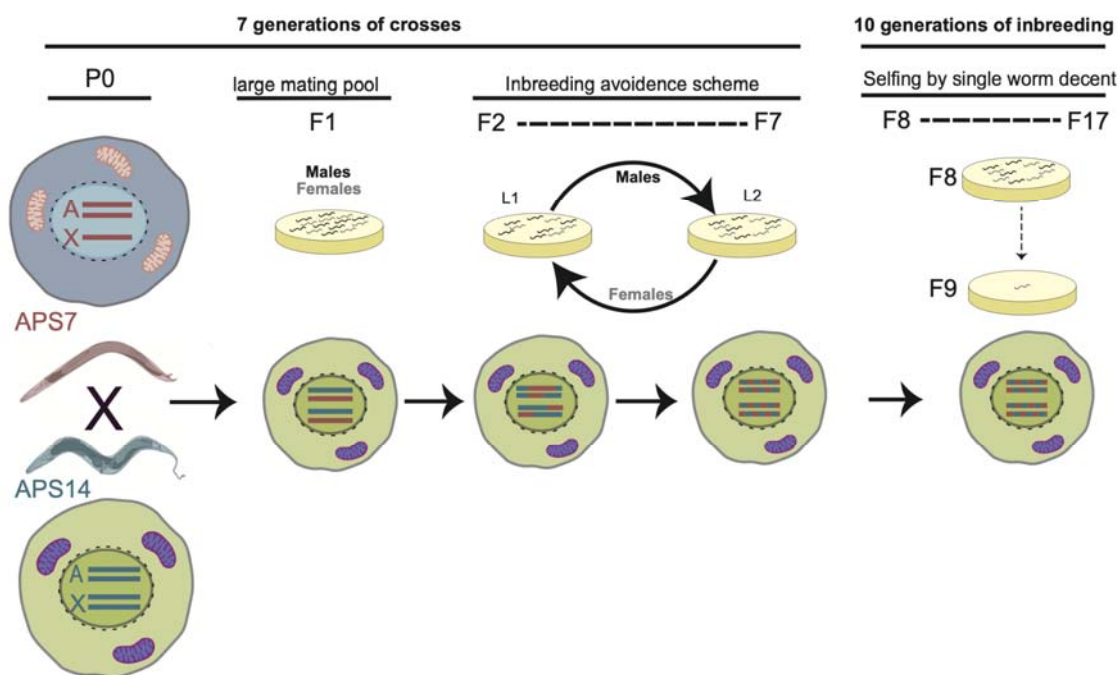 7 generations of crosses
10 generations of inbreeding
P0
large mating pool
Inbreeding avoidence scheme
Selfing by single worm decent
F1
F2
F7
F8
F17
Males
Females
L1
Males
L2
Females
F8
F9
A
X
APS7
X
APS14
A
X